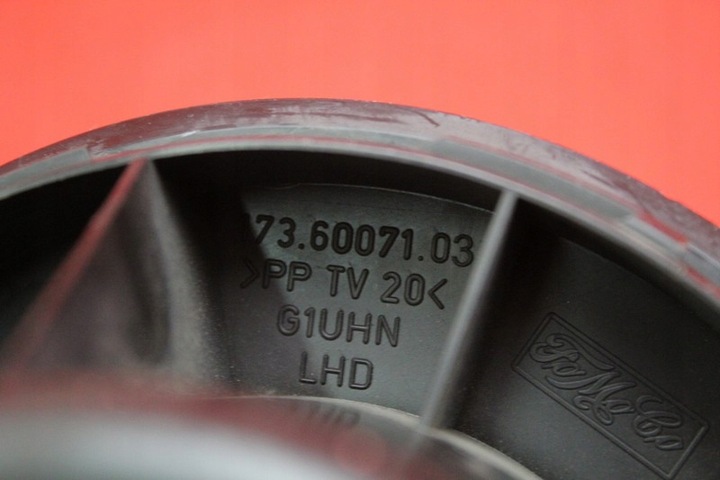 73.60071.03
>PP TV 20<
G1UHN
LHD
FoMoCo